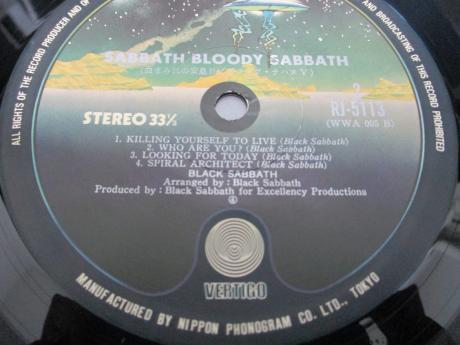 ALL RIGHTS OF THE RECORD PRODUCER AND OF
AND BROADCASTING OF THIS RECORD PROHIBITED
SABBATH BLOODY SABBATH
2
RJ-5113
(WWA 005 B)
STEREO 33⅓
1. KILLING YOURSELF TO LIVE (Black Sabbath)
2. WHO ARE YOU? (Black Sabbath)
3. LOOKING FOR TODAY (Black Sabbath)
4. SPIRAL ARCHITECT (Black Sabbath)
BLACK SABBATH
Arranged by : Black Sabbath
Produced by : Black Sabbath for Excellency Productions
VERTIGO
MANUFACTURED BY NIPPON PHONOGRAM CO. LTD., TOKYO